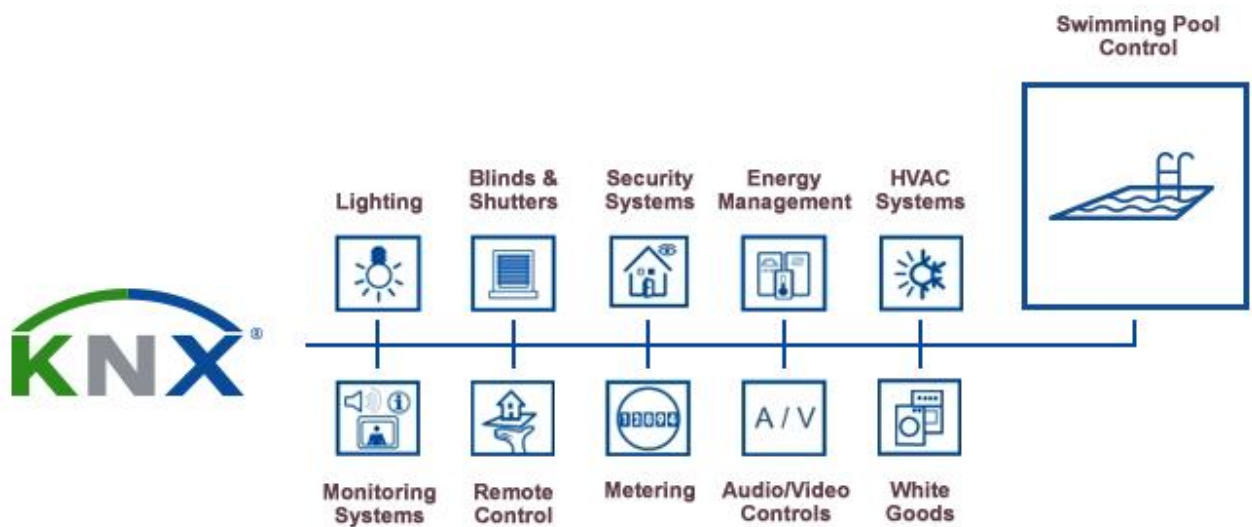 Swimming Pool
Control
Lighting
Blinds &
Shutters
Security
Systems
Energy
Management
HVAC
Systems
KNX®
12094
A / V
Monitoring
Systems
Remote
Control
Metering
Audio/Video
Controls
White
Goods